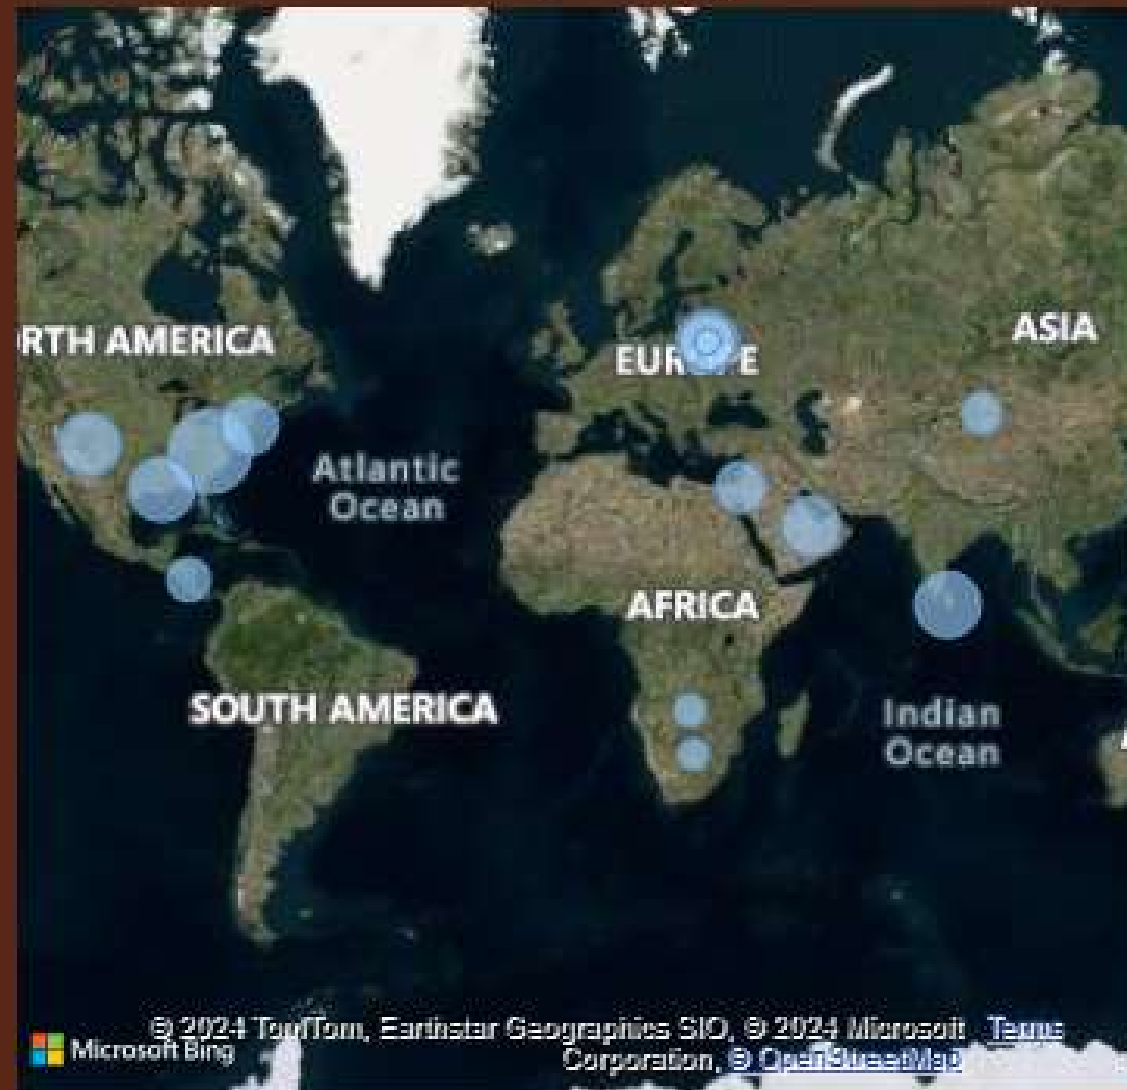 RTH AMERICA
ASIA
EUR E
Atlantic
Ocean
AFRICA
SOUTH AMERICA
Indian
Ocean
© 2024 TomTom, Earthstar Geographics SIO, © 2024 Microsoft Terms
Microsoft Bing
Corporation, © OpenStreetMap